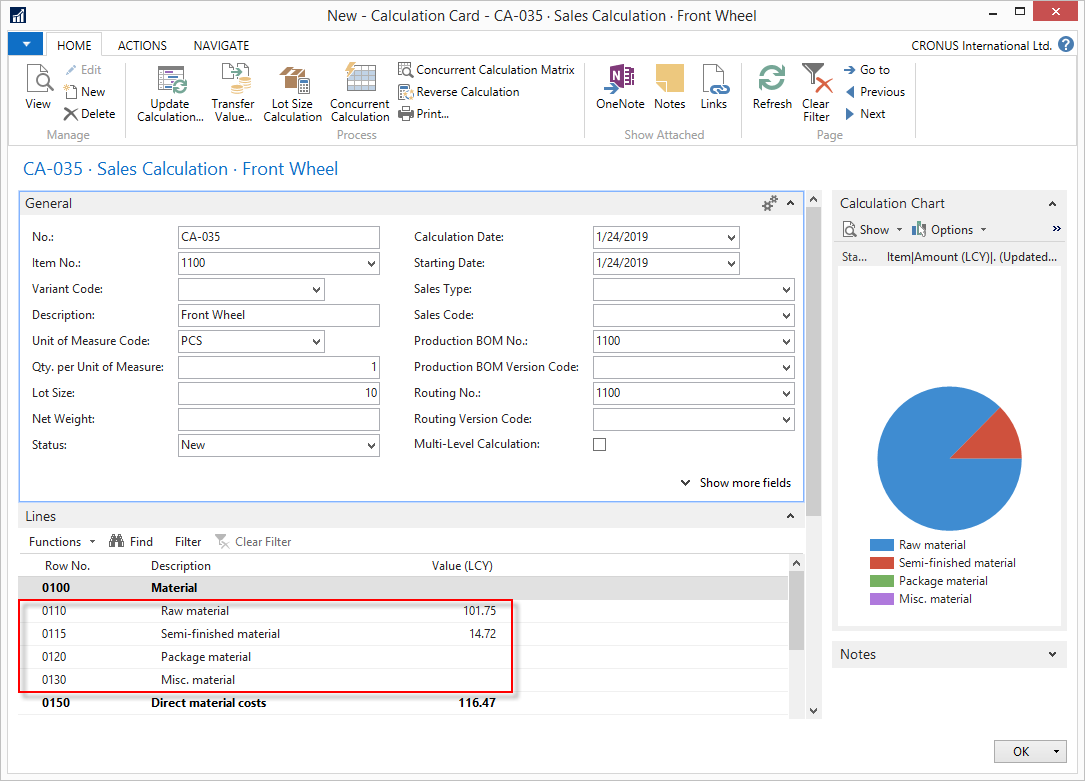 New - Calculation Card - CA-035 · Sales Calculation · Front Wheel
HOME ACTIONS NAVIGATE CRONUS International Ltd. ?
View
Edit
New
Delete
Manage
Update Calculation...
Transfer Value...
Lot Size Calculation
Concurrent Calculation
Concurrent Calculation Matrix
Reverse Calculation
Print...
Process
OneNote
Notes
Links
Show Attached
Refresh
Clear Filter
Go to
Previous
Next
Page
CA-035 · Sales Calculation · Front Wheel
General
No.: CA-035
Item No.: 1100
Variant Code:
Description: Front Wheel
Unit of Measure Code: PCS
Qty. per Unit of Measure: 1
Lot Size: 10
Net Weight:
Status: New
Calculation Date: 1/24/2019
Starting Date: 1/24/2019
Sales Type:
Sales Code:
Production BOM No.: 1100
Production BOM Version Code:
Routing No.: 1100
Routing Version Code:
Multi-Level Calculation:
Show more fields
Lines
Functions Find Filter Clear Filter
Row No. Description Value (LCY)
0100 Material
0110 Raw material 101.75
0115 Semi-finished material 14.72
0120 Package material
0130 Misc. material
0150 Direct material costs 116.47
Calculation Chart
Show Options »
Sta... Item|Amount (LCY)|. (Updated...
Raw material
Semi-finished material
Package material
Misc. material
Notes
OK